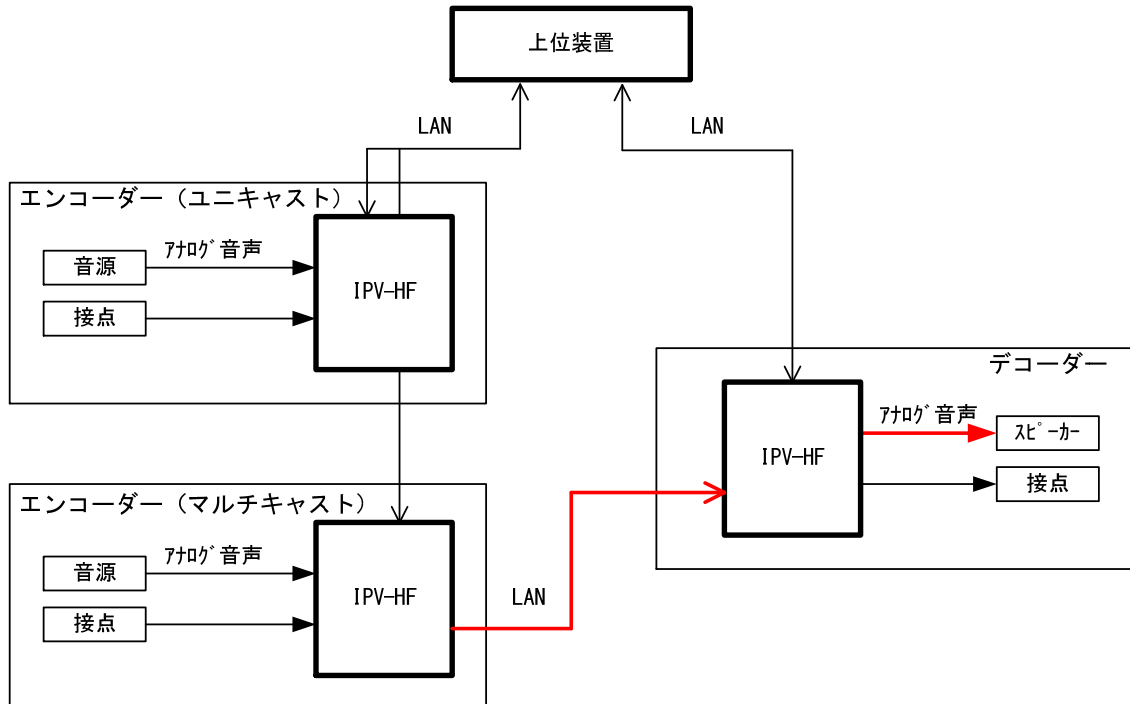 上位装置
LAN
LAN
エンコーダー（ユニキャスト）
音源
ｱﾅﾛｸﾞ音声
接点
IPV-HF
デコーダー
IPV-HF
ｱﾅﾛｸﾞ音声
ｽﾋﾟｰｶｰ
接点
エンコーダー（マルチキャスト）
音源
ｱﾅﾛｸﾞ音声
接点
IPV-HF
LAN